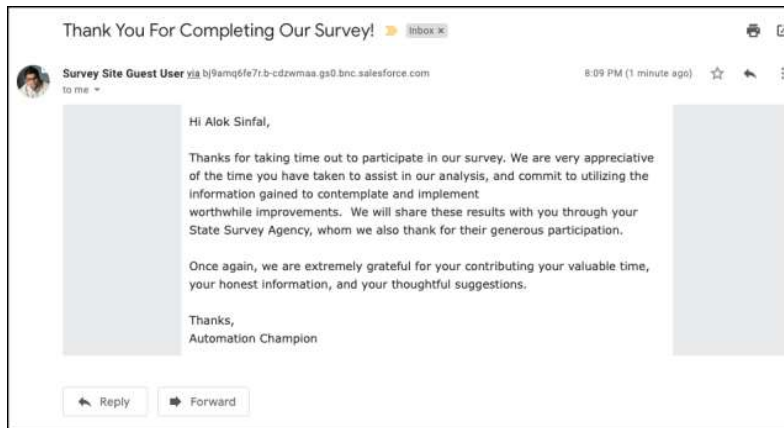 Thank You For Completing Our Survey!
Inbox ×
Survey Site Guest User via bj9amq6fe7r.b-cdzwmaa.gs0.bnc.salesforce.com
8:09 PM (1 minute ago)
to me
Hi Alok Sinfal,
Thanks for taking time out to participate in our survey. We are very appreciative
of the time you have taken to assist in our analysis, and commit to utilizing the
information gained to contemplate and implement
worthwhile improvements.  We will share these results with you through your
State Survey Agency, whom we also thank for their generous participation.
Once again, we are extremely grateful for your contributing your valuable time,
your honest information, and your thoughtful suggestions.
Thanks,
Automation Champion
Reply
Forward